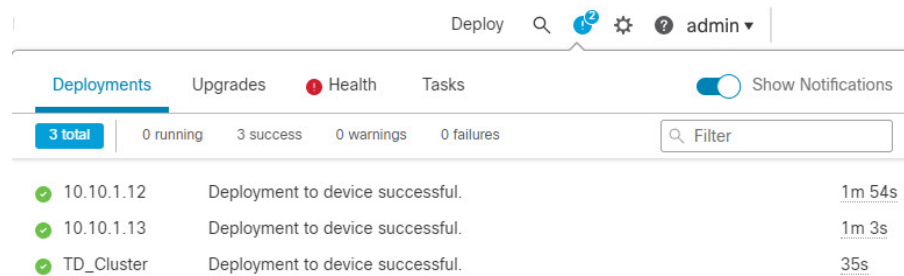 Deploy 2 ? admin ▾
Deployments Upgrades ! Health Tasks Show Notifications
3 total 0 running 3 success 0 warnings 0 failures Filter
10.10.1.12 Deployment to device successful. 1m 54s
10.10.1.13 Deployment to device successful. 1m 3s
TD_Cluster Deployment to device successful. 35s